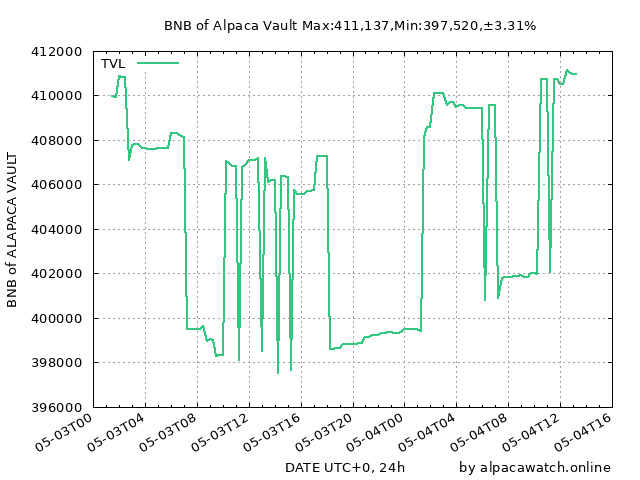 BNB of Alpaca Vault Max:411,137,Min:397,520,±3.31%
TVL
412000
410000
408000
406000
404000
402000
400000
398000
396000
BNB of ALAPACA VAULT
05-03T00
05-03T04
05-03T08
05-03T12
05-03T16
05-03T20
05-04T00
05-04T04
05-04T08
05-04T12
05-04T16
DATE UTC+0, 24h
by alpacawatch.online